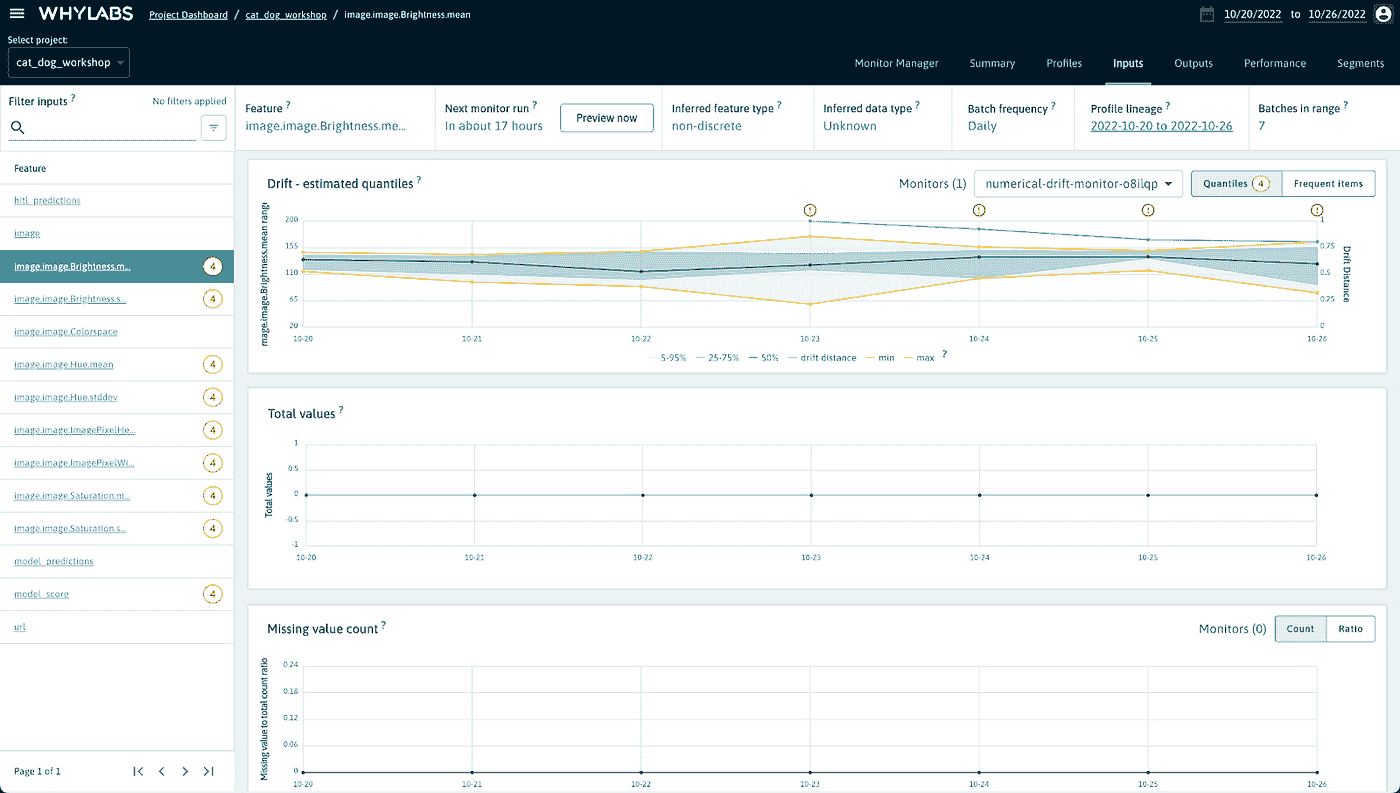 WHYLABS Project Dashboard / cat_dog_workshop / image.image.Brightness.mean 10/20/2022 to 10/26/2022
Select project:
cat_dog_workshop
Monitor Manager Summary Profiles Inputs Outputs Performance Segments
Filter inputs ? No filters applied
Feature
hitl_predictions
image
image.image.Brightness.m... 4
image.image.Brightness.s... 4
image.image.Colorspace
image.image.Hue.mean 4
image.image.Hue.stddev 4
image.image.ImagePixelHe... 4
image.image.ImagePixelWi... 4
image.image.Saturation.m... 4
image.image.Saturation.s... 4
model_predictions
model_score 4
url
Page 1 of 1
Feature ?
image.image.Brightness.me...
Next monitor run ?
In about 17 hours
Preview now
Inferred feature type ?
non-discrete
Inferred data type ?
Unknown
Batch frequency ?
Daily
Profile lineage ?
2022-10-20 to 2022-10-26
Batches in range ?
7
Drift - estimated quantiles ?
Monitors (1) numerical-drift-monitor-o8ilqp Quantiles 4 Frequent items
! ! ! !
image.image.Brightness.mean range
200
155
110
65
20
1
0.75
0.5
0.25
0
Drift Distance
10-20 10-21 10-22 10-23 10-24 10-25 10-26
5-95% 25-75% 50% drift distance min max ?
Total values ?
Total values
1
0.5
0
-0.5
-1
10-20 10-21 10-22 10-23 10-24 10-25 10-26
Missing value count ?
Monitors (0) Count Ratio
Missing value to total count ratio
0.24
0.18
0.12
0.06
0
10-20 10-21 10-22 10-23 10-24 10-25 10-26